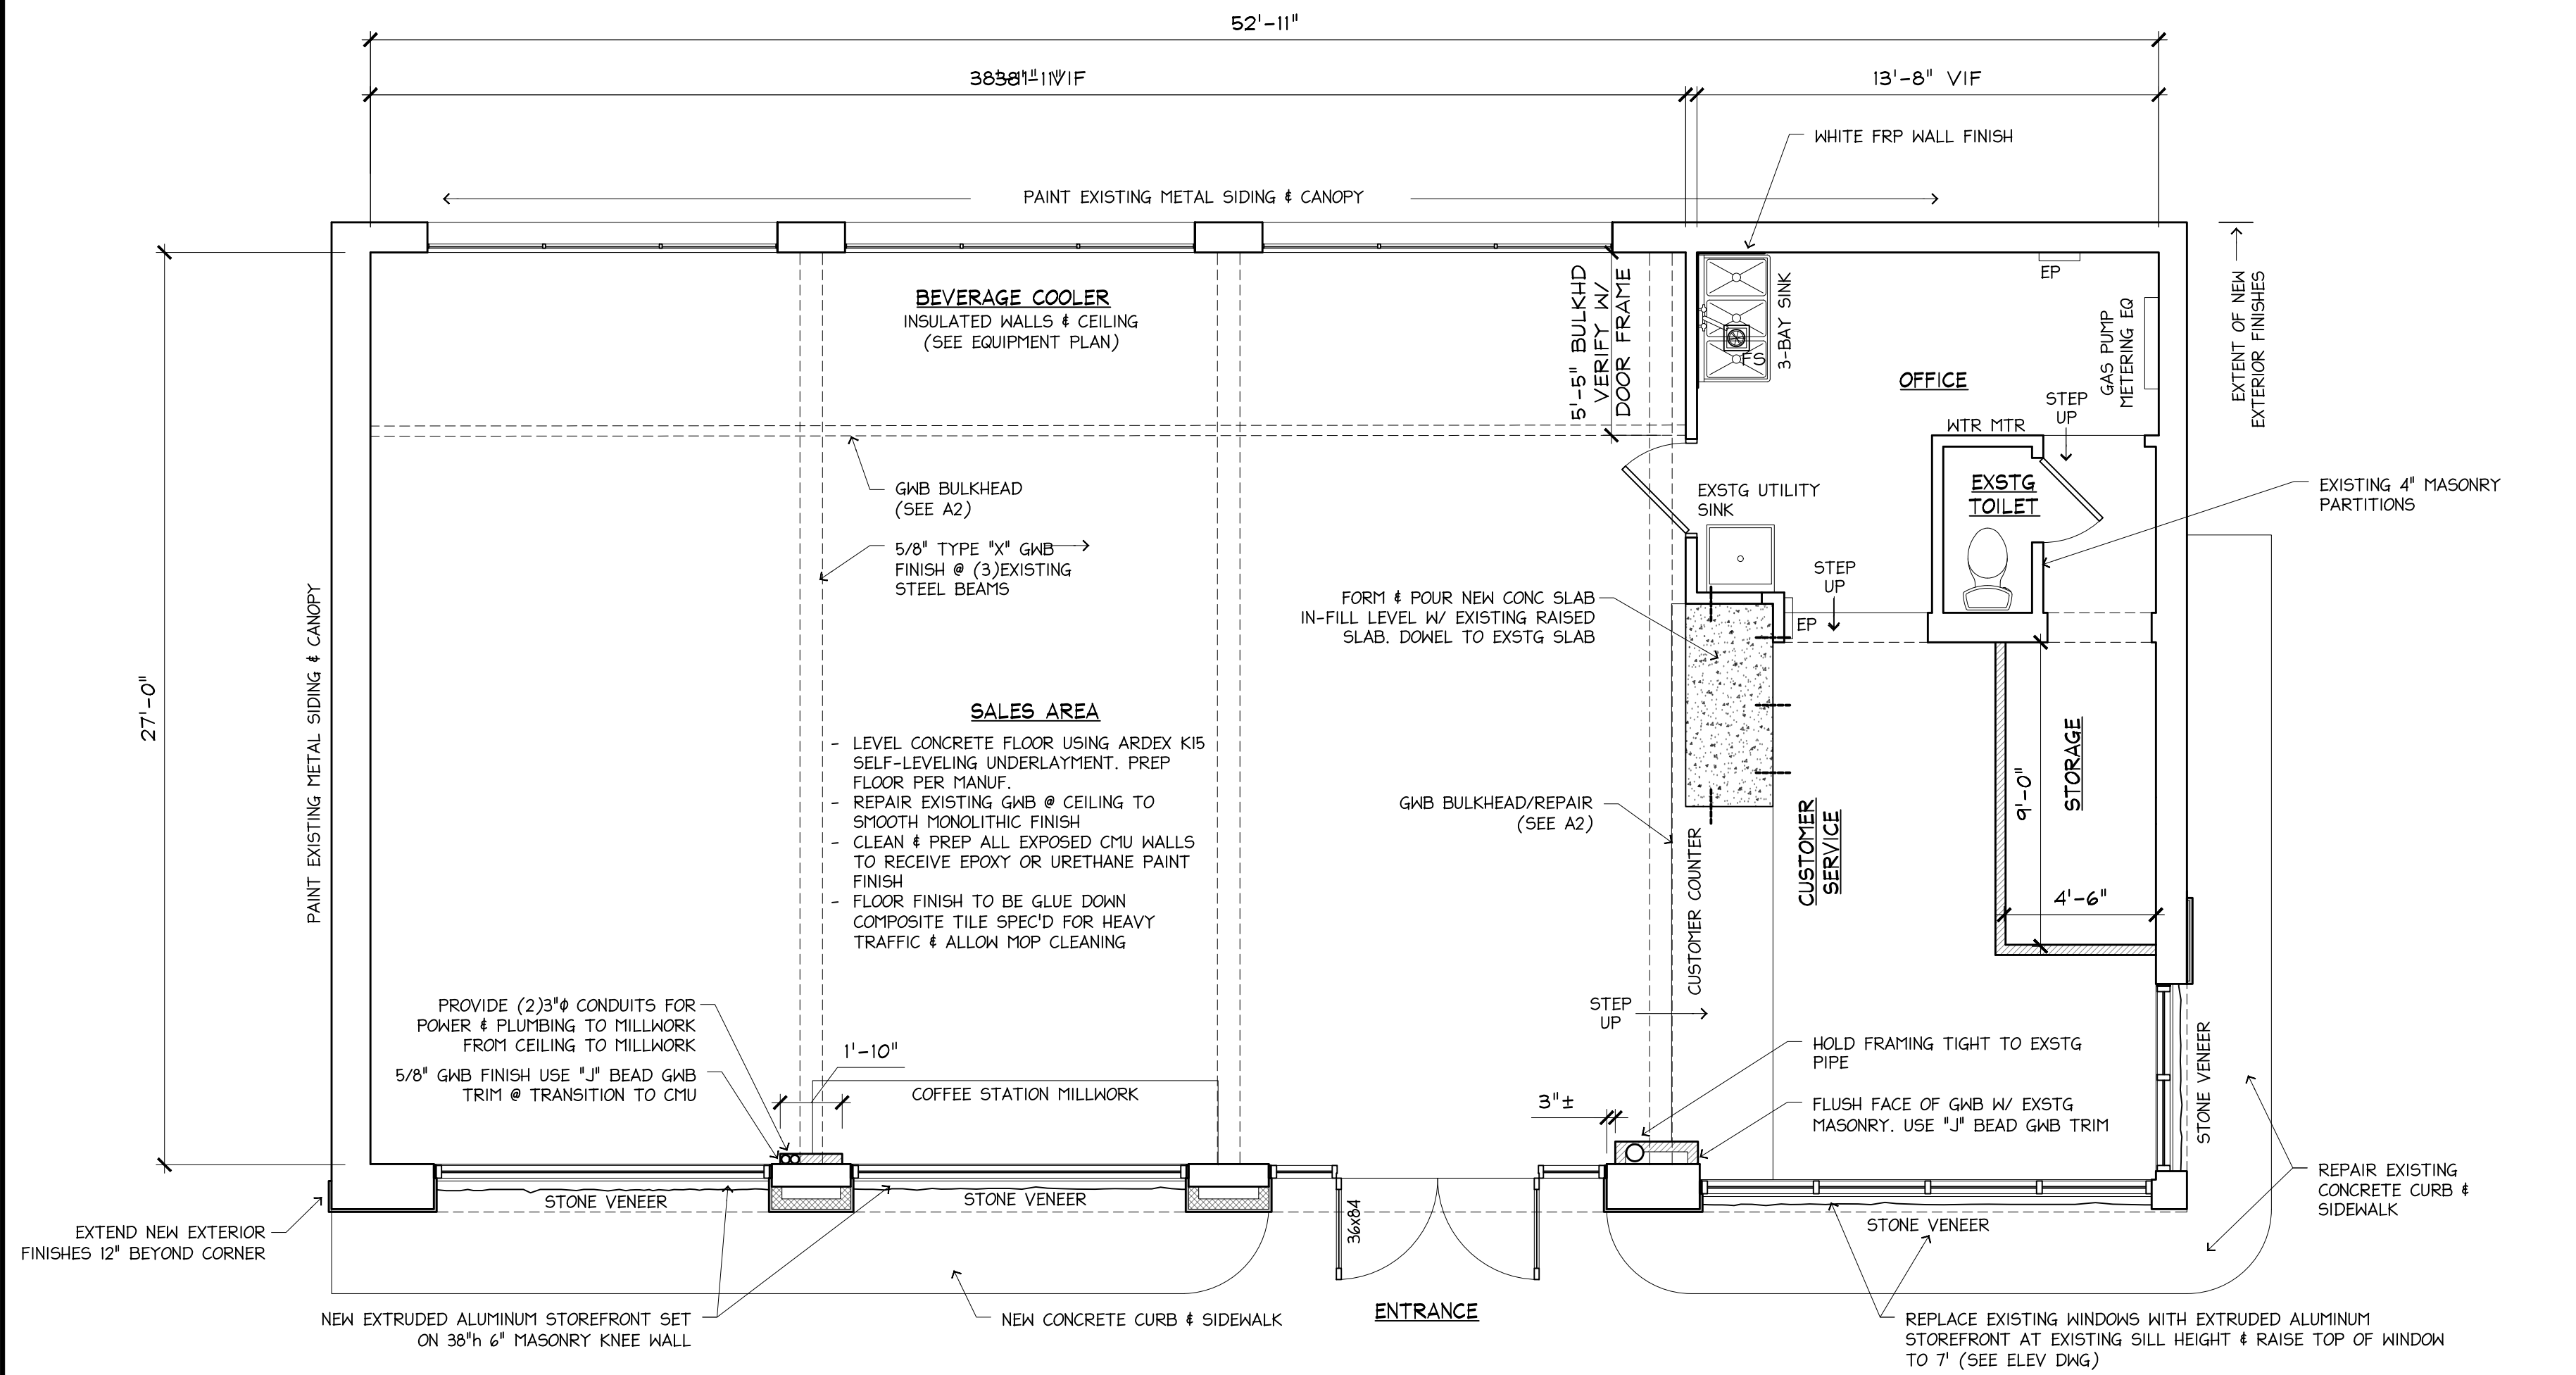 52'-11"
VIF
13'-8" VIF
WHITE FRP WALL FINISH
PAINT EXISTING METAL SIDING & CANOPY
BEVERAGE COOLER
INSULATED WALLS & CEILING
(SEE EQUIPMENT PLAN)
5'-5" BULKHD
VERIFY W/
DOOR FRAME
3-BAY SINK
FS
EP
OFFICE
GAS PUMP
METERING EQ
EXTENT OF NEW
EXTERIOR FINISHES
STEP
UP
WTR MTR
EXSTG
TOILET
EXISTING 4" MASONRY
PARTITIONS
GWB BULKHEAD
(SEE A2)
EXSTG UTILITY
SINK
5/8" TYPE "X" GWB
FINISH @ (3)EXISTING
STEEL BEAMS
STEP
UP
EP
FORM & POUR NEW CONC SLAB
IN-FILL LEVEL W/ EXISTING RAISED
SLAB. DOWEL TO EXSTG SLAB
27'-0"
PAINT EXISTING METAL SIDING & CANOPY
SALES AREA
- LEVEL CONCRETE FLOOR USING ARDEX K15
SELF-LEVELING UNDERLAYMENT. PREP
FLOOR PER MANUF.
- REPAIR EXISTING GWB @ CEILING TO
SMOOTH MONOLITHIC FINISH
- CLEAN & PREP ALL EXPOSED CMU WALLS
TO RECEIVE EPOXY OR URETHANE PAINT
FINISH
- FLOOR FINISH TO BE GLUE DOWN
COMPOSITE TILE SPEC'D FOR HEAVY
TRAFFIC & ALLOW MOP CLEANING
GWB BULKHEAD/REPAIR
(SEE A2)
CUSTOMER COUNTER
CUSTOMER
SERVICE
9'-0"
STORAGE
4'-6"
STEP
UP
PROVIDE (2)3"ø CONDUITS FOR
POWER & PLUMBING TO MILLWORK
FROM CEILING TO MILLWORK
5/8" GWB FINISH USE "J" BEAD GWB
TRIM @ TRANSITION TO CMU
1'-10"
COFFEE STATION MILLWORK
3"±
HOLD FRAMING TIGHT TO EXSTG
PIPE
FLUSH FACE OF GWB W/ EXSTG
MASONRY. USE "J" BEAD GWB TRIM
STONE VENEER
REPAIR EXISTING
CONCRETE CURB &
SIDEWALK
STONE VENEER
STONE VENEER
36x84
STONE VENEER
EXTEND NEW EXTERIOR
FINISHES 12" BEYOND CORNER
NEW EXTRUDED ALUMINUM STOREFRONT SET
ON 38"h 6" MASONRY KNEE WALL
NEW CONCRETE CURB & SIDEWALK
ENTRANCE
REPLACE EXISTING WINDOWS WITH EXTRUDED ALUMINUM
STOREFRONT AT EXISTING SILL HEIGHT & RAISE TOP OF WINDOW
TO 7' (SEE ELEV DWG)